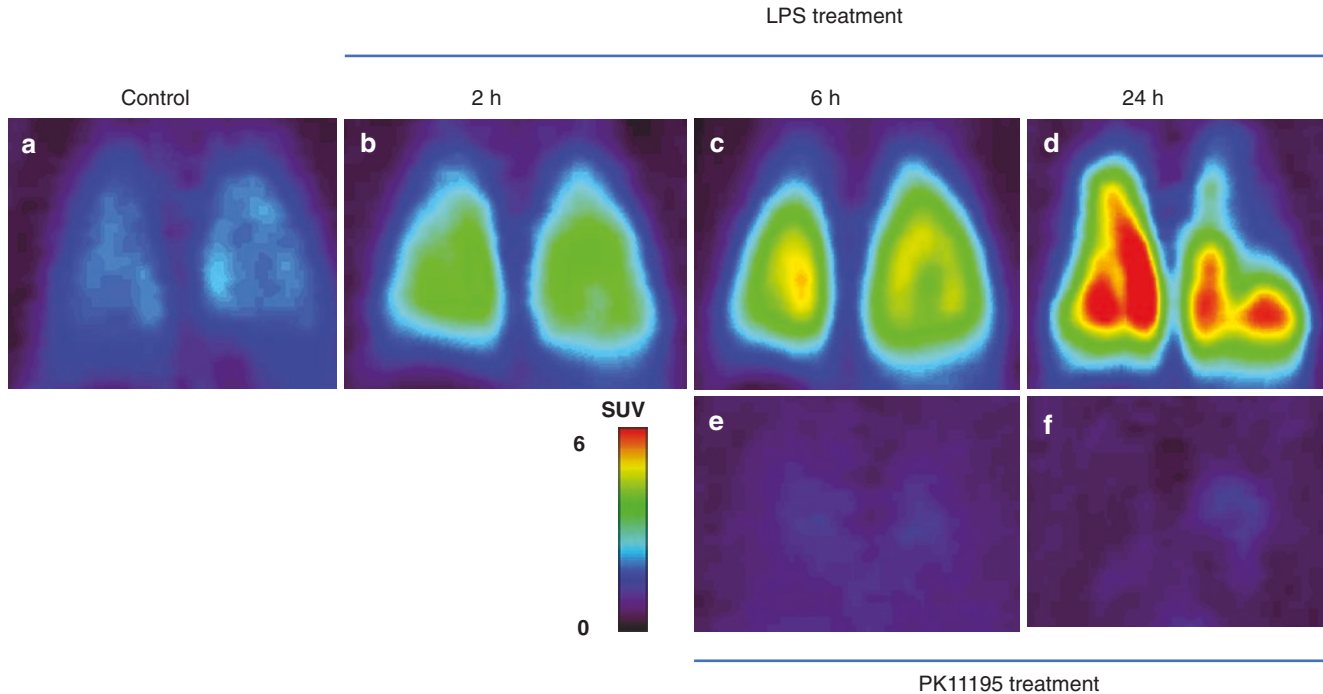 LPS treatment
Control 2 h 6 h 24 h
a b c d
SUV
6
e f
0
PK11195 treatment